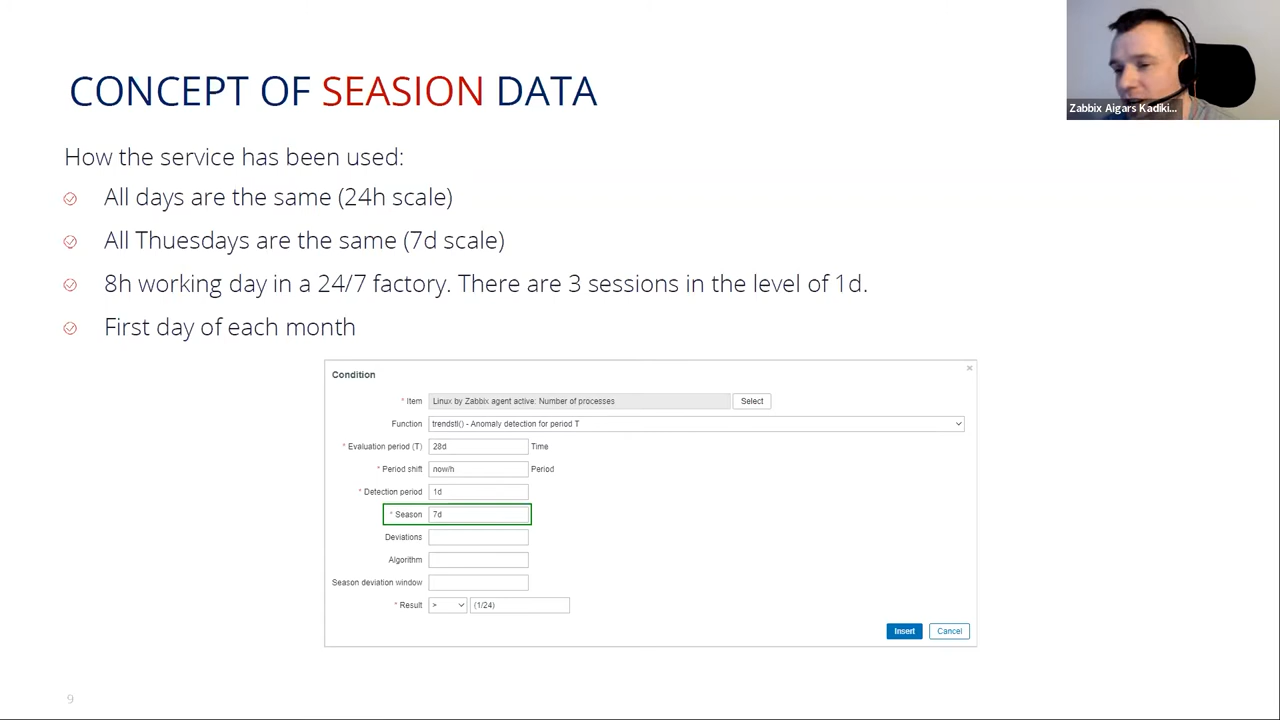 CONCEPT OF SEASION DATA
Zabbix Aigars Kadiki...
How the service has been used:
All days are the same (24h scale)
All Thuesdays are the same (7d scale)
8h working day in a 24/7 factory. There are 3 sessions in the level of 1d.
First day of each month
Condition
* Item Linux by Zabbix agent active: Number of processes Select
Function trendstl() - Anomaly detection for period T
* Evaluation period (T) 28d Time
* Period shift now/h Period
* Detection period 1d
* Season 7d
Deviations
Algorithm
Season deviation window
* Result > (1/24)
Insert Cancel
9